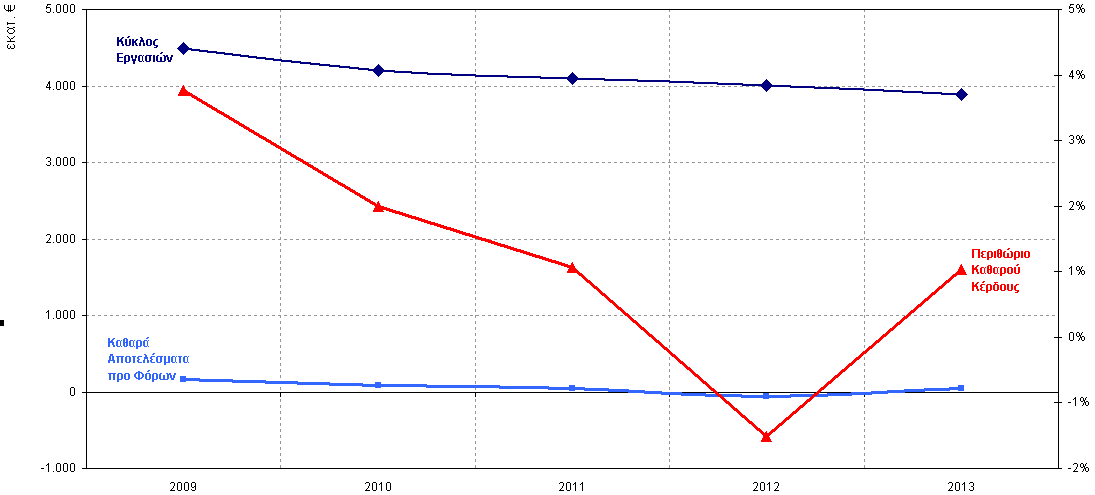 εκατ. €
5.000
4.000
3.000
2.000
1.000
0
-1.000
5%
4%
3%
2%
1%
0%
-1%
-2%
Κύκλος
Εργασιών
Περιθώριο
Καθαρού
Κέρδους
Καθαρά
Αποτελέσματα
προ Φόρων
2009
2010
2011
2012
2013